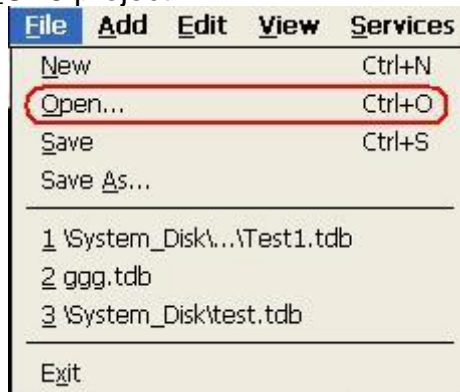 File Add Edit View Services
New Ctrl+N
Open... Ctrl+O
Save Ctrl+S
Save As...
1 \System_Disk\...\Test1.tdb
2 ggg.tdb
3 \System_Disk\test.tdb
Exit